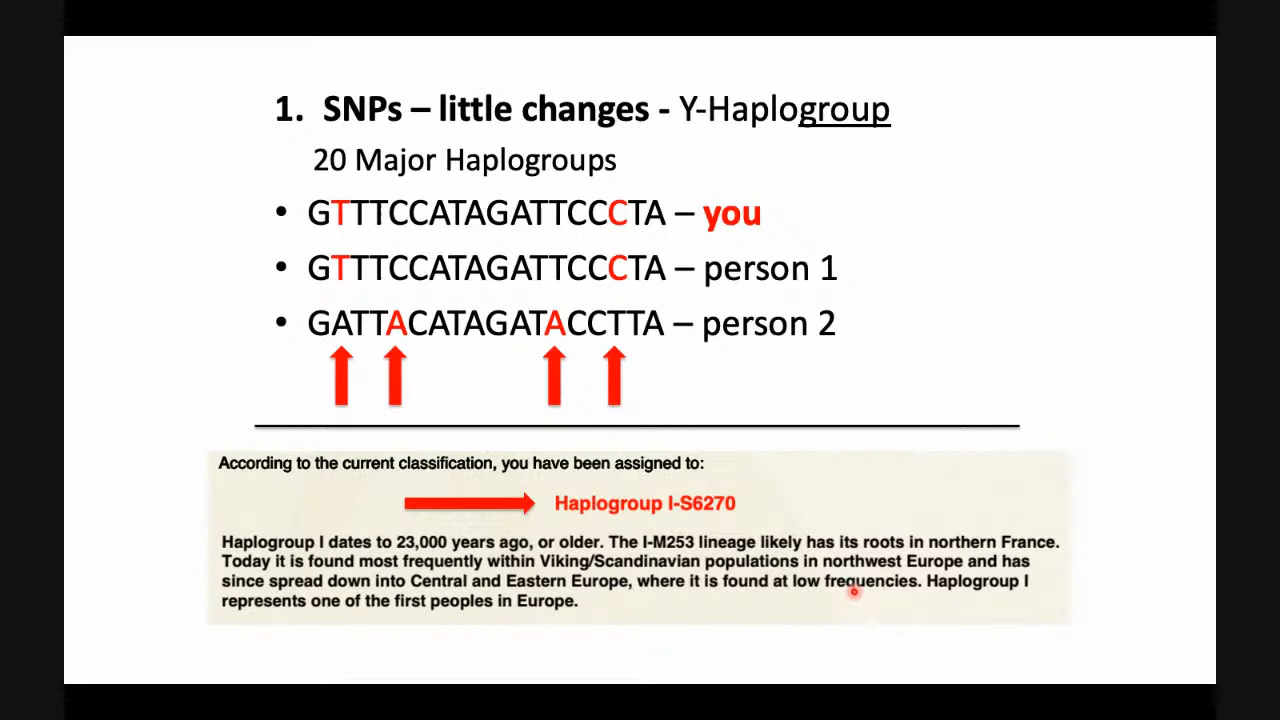 1. SNPs – little changes - Y-Haplogroup
20 Major Haplogroups
• GTTTCCATAGATTCCCTA – you
• GTTTCCATAGATTCCCTA – person 1
• GATTACATAGATACCTTA – person 2
According to the current classification, you have been assigned to:
Haplogroup I-S6270
Haplogroup I dates to 23,000 years ago, or older. The I-M253 lineage likely has its roots in northern France.
Today it is found most frequently within Viking/Scandinavian populations in northwest Europe and has
since spread down into Central and Eastern Europe, where it is found at low frequencies. Haplogroup I
represents one of the first peoples in Europe.